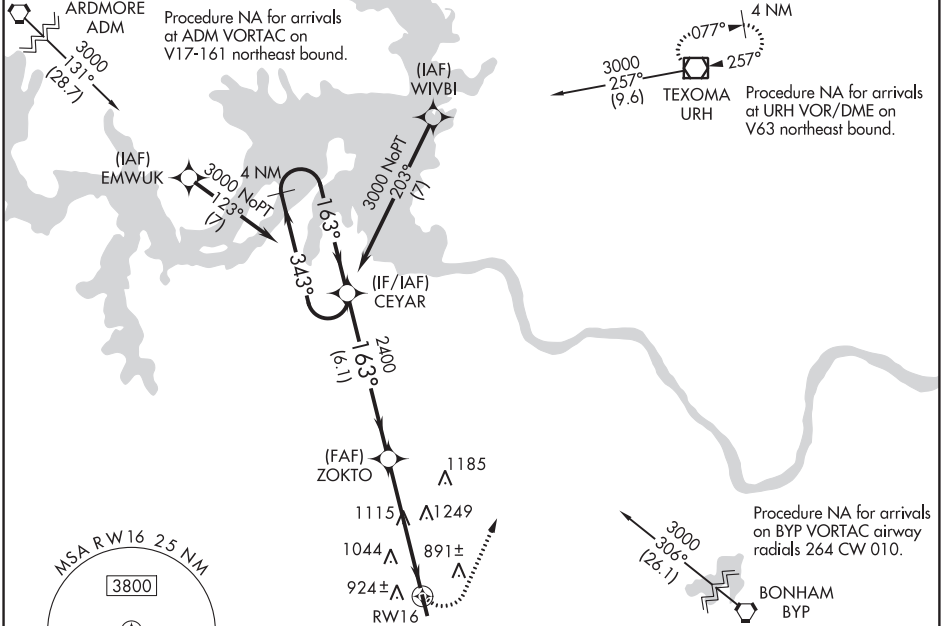 ARDMORE
ADM
3000
131°
(28.7)
Procedure NA for arrivals
at ADM VORTAC on
V17-161 northeast bound.
(IAF)
WIVBI
3000 NoPT
203°
(7)
4 NM
077°
257°
3000
257°
(9.6)
TEXOMA
URH
Procedure NA for arrivals
at URH VOR/DME on
V63 northeast bound.
(IAF)
EMWUK
3000 NoPT
123°
(7)
4 NM
163°
343°
(IF/IAF)
CEYAR
2400
163°
(6.1)
(FAF)
ZOKTO
1185
1115
1249
1044
891±
924±
RW16
MSA RW16 25 NM
3800
3000
306°
(26.1)
Procedure NA for arrivals
on BYP VORTAC airway
radials 264 CW 010.
BONHAM
BYP